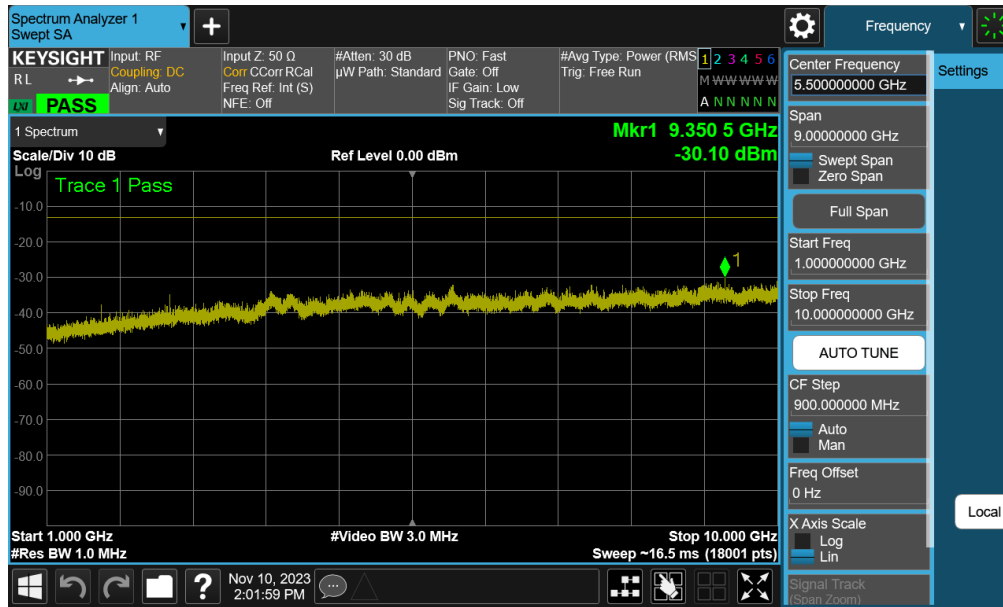 Spectrum Analyzer 1
Swept SA
Frequency
KEYSIGHT
Input: RF
Coupling: DC
Align: Auto
Input Z: 50 Ω
Corr CCorr RCal
Freq Ref: Int (S)
NFE: Off
#Atten: 30 dB
µW Path: Standard
PNO: Fast
Gate: Off
IF Gain: Low
Sig Track: Off
#Avg Type: Power (RMS
Trig: Free Run
1 2 3 4 5 6
M W W W W W
A N N N N N
R L
LXI
PASS
1 Spectrum
Scale/Div 10 dB
Ref Level 0.00 dBm
Mkr1 9.350 5 GHz
-30.10 dBm
Log
Trace 1 Pass
-10.0
-20.0
1
-30.0
-40.0
-50.0
-60.0
-70.0
-80.0
-90.0
Start 1.000 GHz
#Video BW 3.0 MHz
Stop 10.000 GHz
#Res BW 1.0 MHz
Sweep ~16.5 ms (18001 pts)
Center Frequency
5.500000000 GHz
Span
9.00000000 GHz
Swept Span
Zero Span
Full Span
Start Freq
1.000000000 GHz
Stop Freq
10.000000000 GHz
AUTO TUNE
CF Step
900.000000 MHz
Auto
Man
Freq Offset
0 Hz
X Axis Scale
Log
Lin
Signal Track
(Span Zoom)
Settings
Local
?
Nov 10, 2023
2:01:59 PM